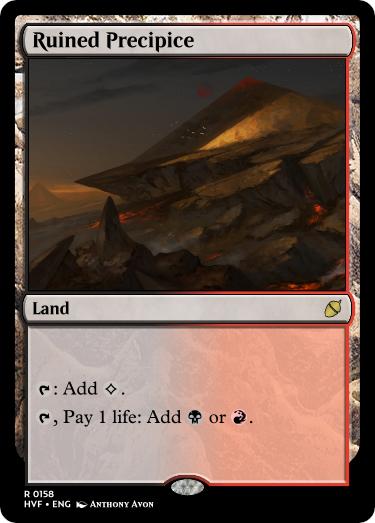 Ruined Precipice
Land
: Add .
, Pay 1 life: Add or .
R 0158
HVF • ENG Anthony Avon